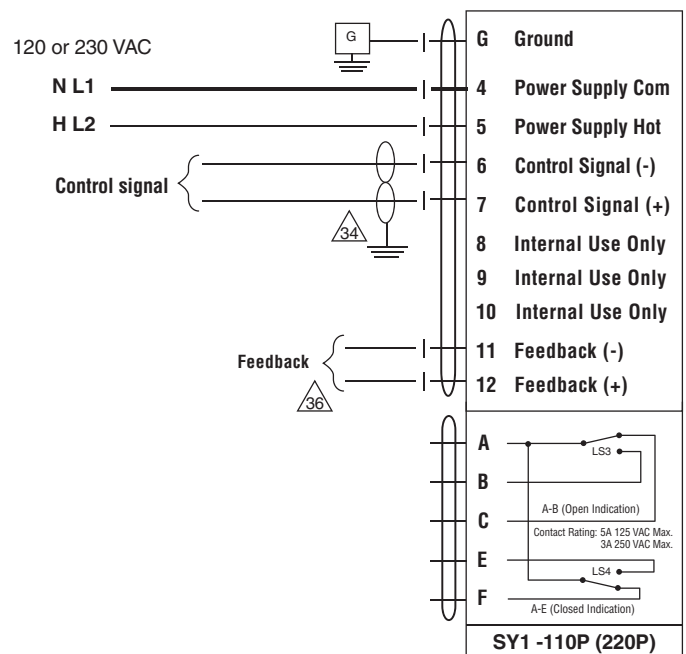 120 or 230 VAC
G
G Ground
N L1
4 Power Supply Com
H L2
5 Power Supply Hot
Control signal
6 Control Signal (-)
7 Control Signal (+)
34
8 Internal Use Only
9 Internal Use Only
10 Internal Use Only
Feedback
11 Feedback (-)
12 Feedback (+)
36
A
LS3
B
A-B (Open Indication)
C
Contact Rating: 5A 125 VAC Max.
3A 250 VAC Max.
E
LS4
F
A-E (Closed Indication)
SY1 -110P (220P)